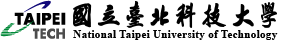 TAIPEI
TECH
國立臺北科技大學
National Taipei University of Technology